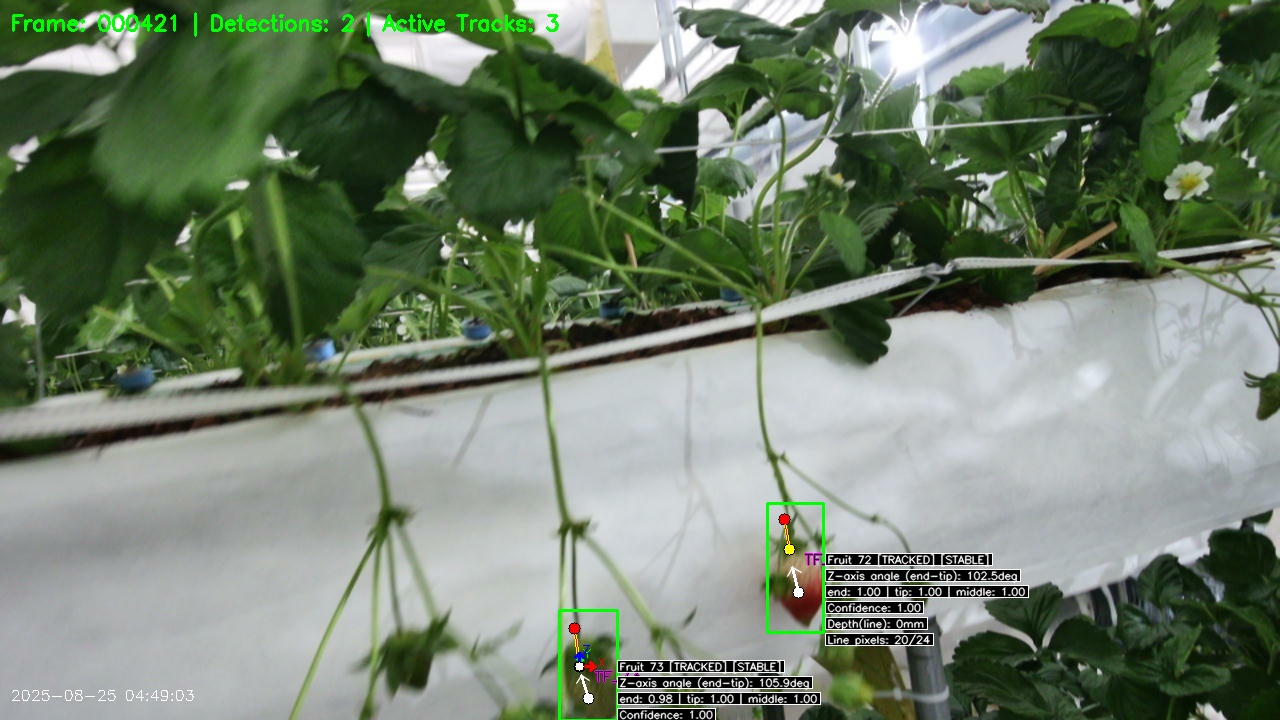 Frame: 000421 | Detections: 2 | Active Tracks: 3
Fruit 72 [TRACKED] [STABLE]
Z-axis angle (end-tip): 102.5deg
end: 1.00 | tip: 1.00 | middle: 1.00
Confidence: 1.00
Depth(line): 0mm
Line pixels: 20/24
Fruit 73 [TRACKED] [STABLE]
Z-axis angle (end-tip): 105.9deg
end: 0.98 | tip: 1.00 | middle: 1.00
Confidence: 1.00
2025-08-25 04:49:03